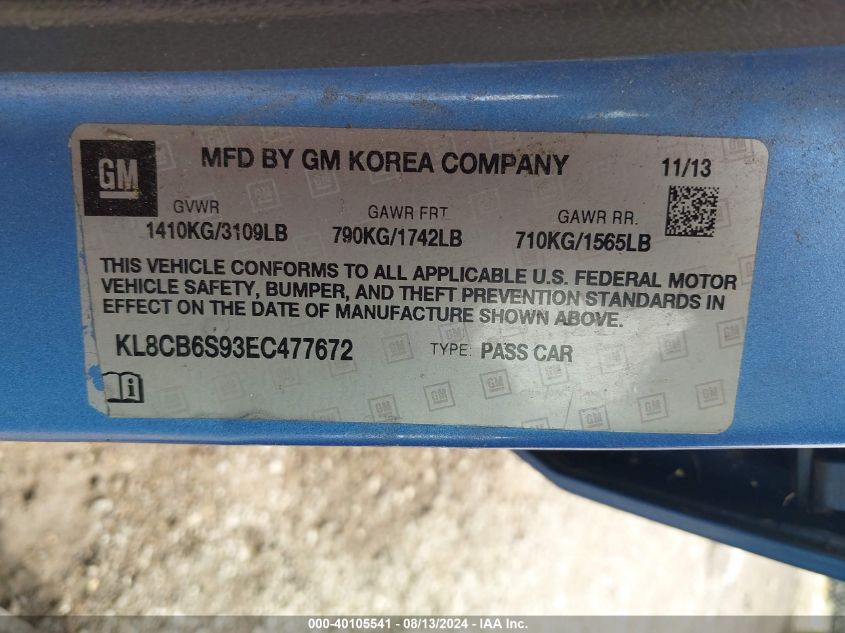 GM MFD BY GM KOREA COMPANY 11/13
GVWR GAWR FRT GAWR RR.
1410KG/3109LB 790KG/1742LB 710KG/1565LB
THIS VEHICLE CONFORMS TO ALL APPLICABLE U.S. FEDERAL MOTOR
VEHICLE SAFETY, BUMPER, AND THEFT PREVENTION STANDARDS IN
EFFECT ON THE DATE OF MANUFACTURE SHOWN ABOVE.
KL8CB6S93EC477672 TYPE: PASS CAR
000-40105541 - 08/13/2024 - IAA Inc.